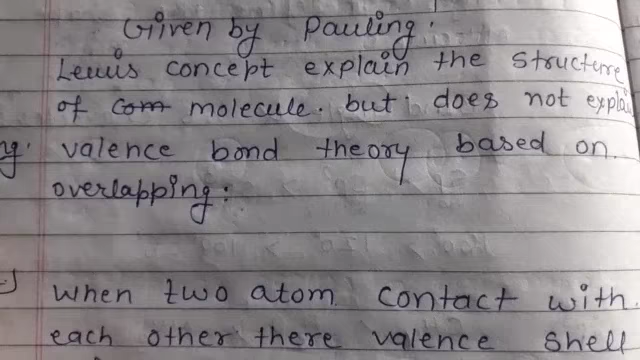 Given by Pauling.
Lewis concept explain the structure
of molecule. but does not explain
ng. valence bond theory based on
overlapping:
When two atom contact with
each other there valence shell